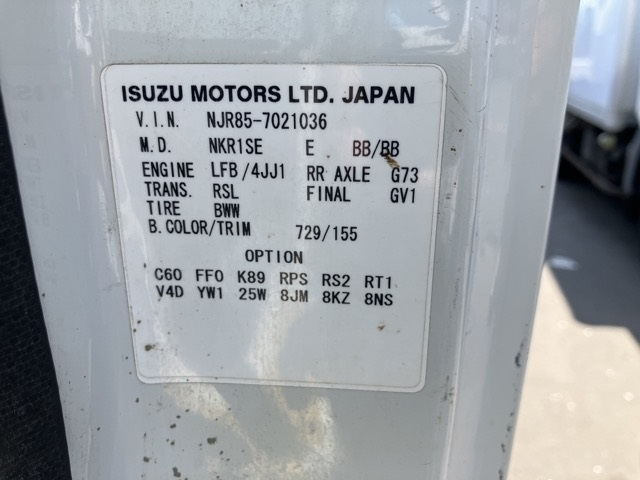 ISUZU MOTORS LTD. JAPAN
V.I.N. NJR85-7021036
M.D. NKR1SE E BB/BB
ENGINE LFB/4JJ1 RR AXLE G73
TRANS. RSL FINAL GV1
TIRE BWW
B.COLOR/TRIM 729/155
OPTION
C60 FF0 K89 RPS RS2 RT1
V4D YW1 25W 8JM 8KZ 8NS